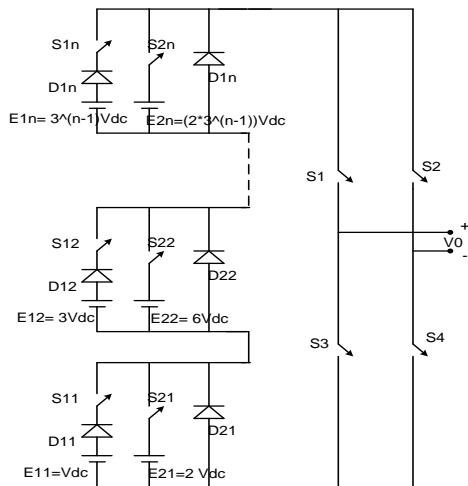 S1n S2n
D1n D1n
E1n= 3^(n-1)Vdc E2n=(2*3^(n-1))Vdc
S1 S2
S12 S22
+
V0
-
D12 D22
E12= 3Vdc E22= 6Vdc
S3 S4
S11 S21
D11 D21
E11=Vdc E21=2 Vdc